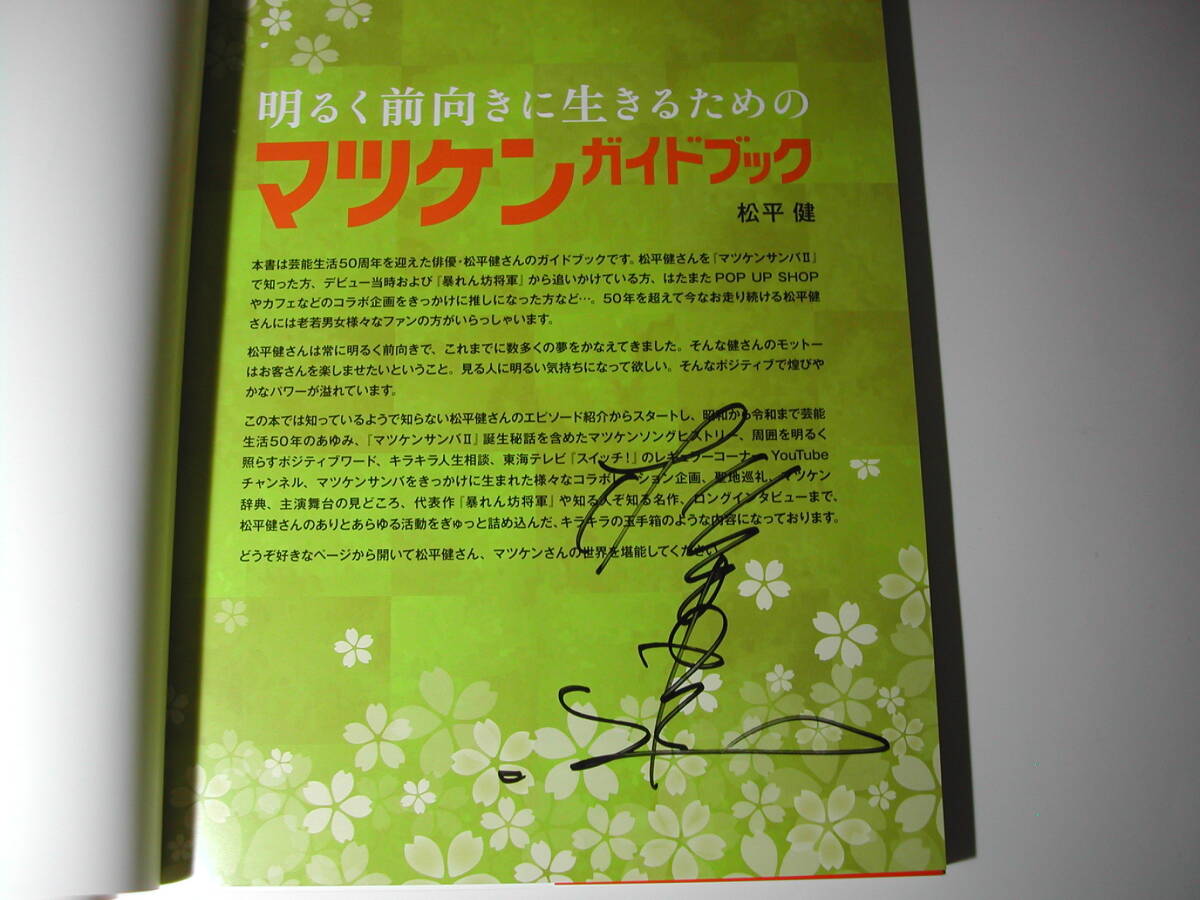 明るく前向きに生きるための
マツケンガイドブック
松平 健
本書は芸能生活50周年を迎えた俳優・松平健さんのガイドブックです。松平健さんを『マツケンサンバⅡ』
で知った方、デビュー当時および『暴れん坊将軍』から追いかけている方、はたまた POP UP SHOP
やカフェなどのコラボ企画をきっかけに推しになった方など…。50年を超えて今なお走り続ける松平健
さんには老若男女様々なファンの方がいらっしゃいます。
松平健さんは常に明るく前向きで、これまでに数多くの夢をかなえてきました。そんな健さんのモットー
はお客さんを楽しませたいということ。見る人に明るい気持ちになって欲しい。そんなポジティブで煌びや
かなパワーが溢れています。
この本では知っているようで知らない松平健さんのエピソード紹介からスタートし、昭和から令和まで芸能
生活50年のあゆみ、『マツケンサンバⅡ』誕生秘話を含めたマツケンソングヒストリー、周囲を明るく
照らすポジティブワード、キラキラ人生相談、東海テレビ『スイッチ！』のレギュラーコーナー、YouTube
チャンネル、マツケンサンバをきっかけに生まれた様々なコラボレーション企画、聖地巡礼、マツケン
辞典、主演舞台の見どころ、代表作『暴れん坊将軍』や知る人ぞ知る名作、ロングインタビューまで、
松平健さんのありとあらゆる活動をぎゅっと詰め込んだ、キラキラの玉手箱のような内容になっております。
どうぞ好きなページから開いて松平健さん、マツケンさんの世界を堪能してください。